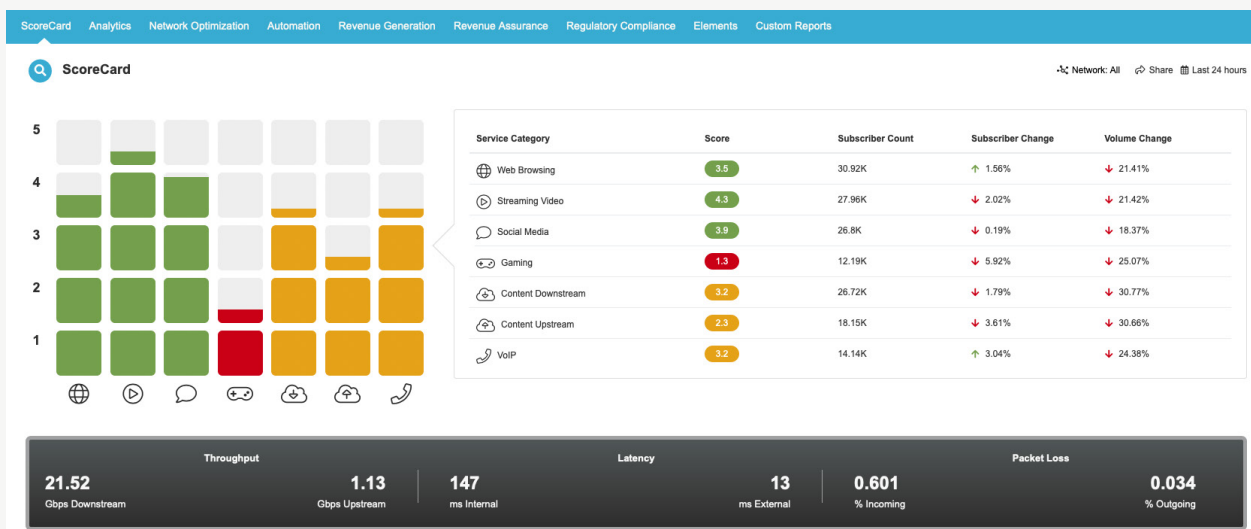 ScoreCard Analytics Network Optimization Automation Revenue Generation Revenue Assurance Regulatory Compliance Elements Custom Reports
ScoreCard
Network: All Share Last 24 hours
5
4
3
2
1
Service Category Score Subscriber Count Subscriber Change Volume Change
Web Browsing 3.5 30.92K ↑ 1.56% ↓ 21.41%
Streaming Video 4.3 27.96K ↓ 2.02% ↓ 21.42%
Social Media 3.9 26.8K ↓ 0.19% ↓ 18.37%
Gaming 1.3 12.19K ↓ 5.92% ↓ 25.07%
Content Downstream 3.2 26.72K ↓ 1.79% ↓ 30.77%
Content Upstream 2.3 18.15K ↓ 3.61% ↓ 30.66%
VoIP 3.2 14.14K ↑ 3.04% ↓ 24.38%
Throughput Latency Packet Loss
21.52 1.13 147 13 0.601 0.034
Gbps Downstream Gbps Upstream ms Internal ms External % Incoming % Outgoing